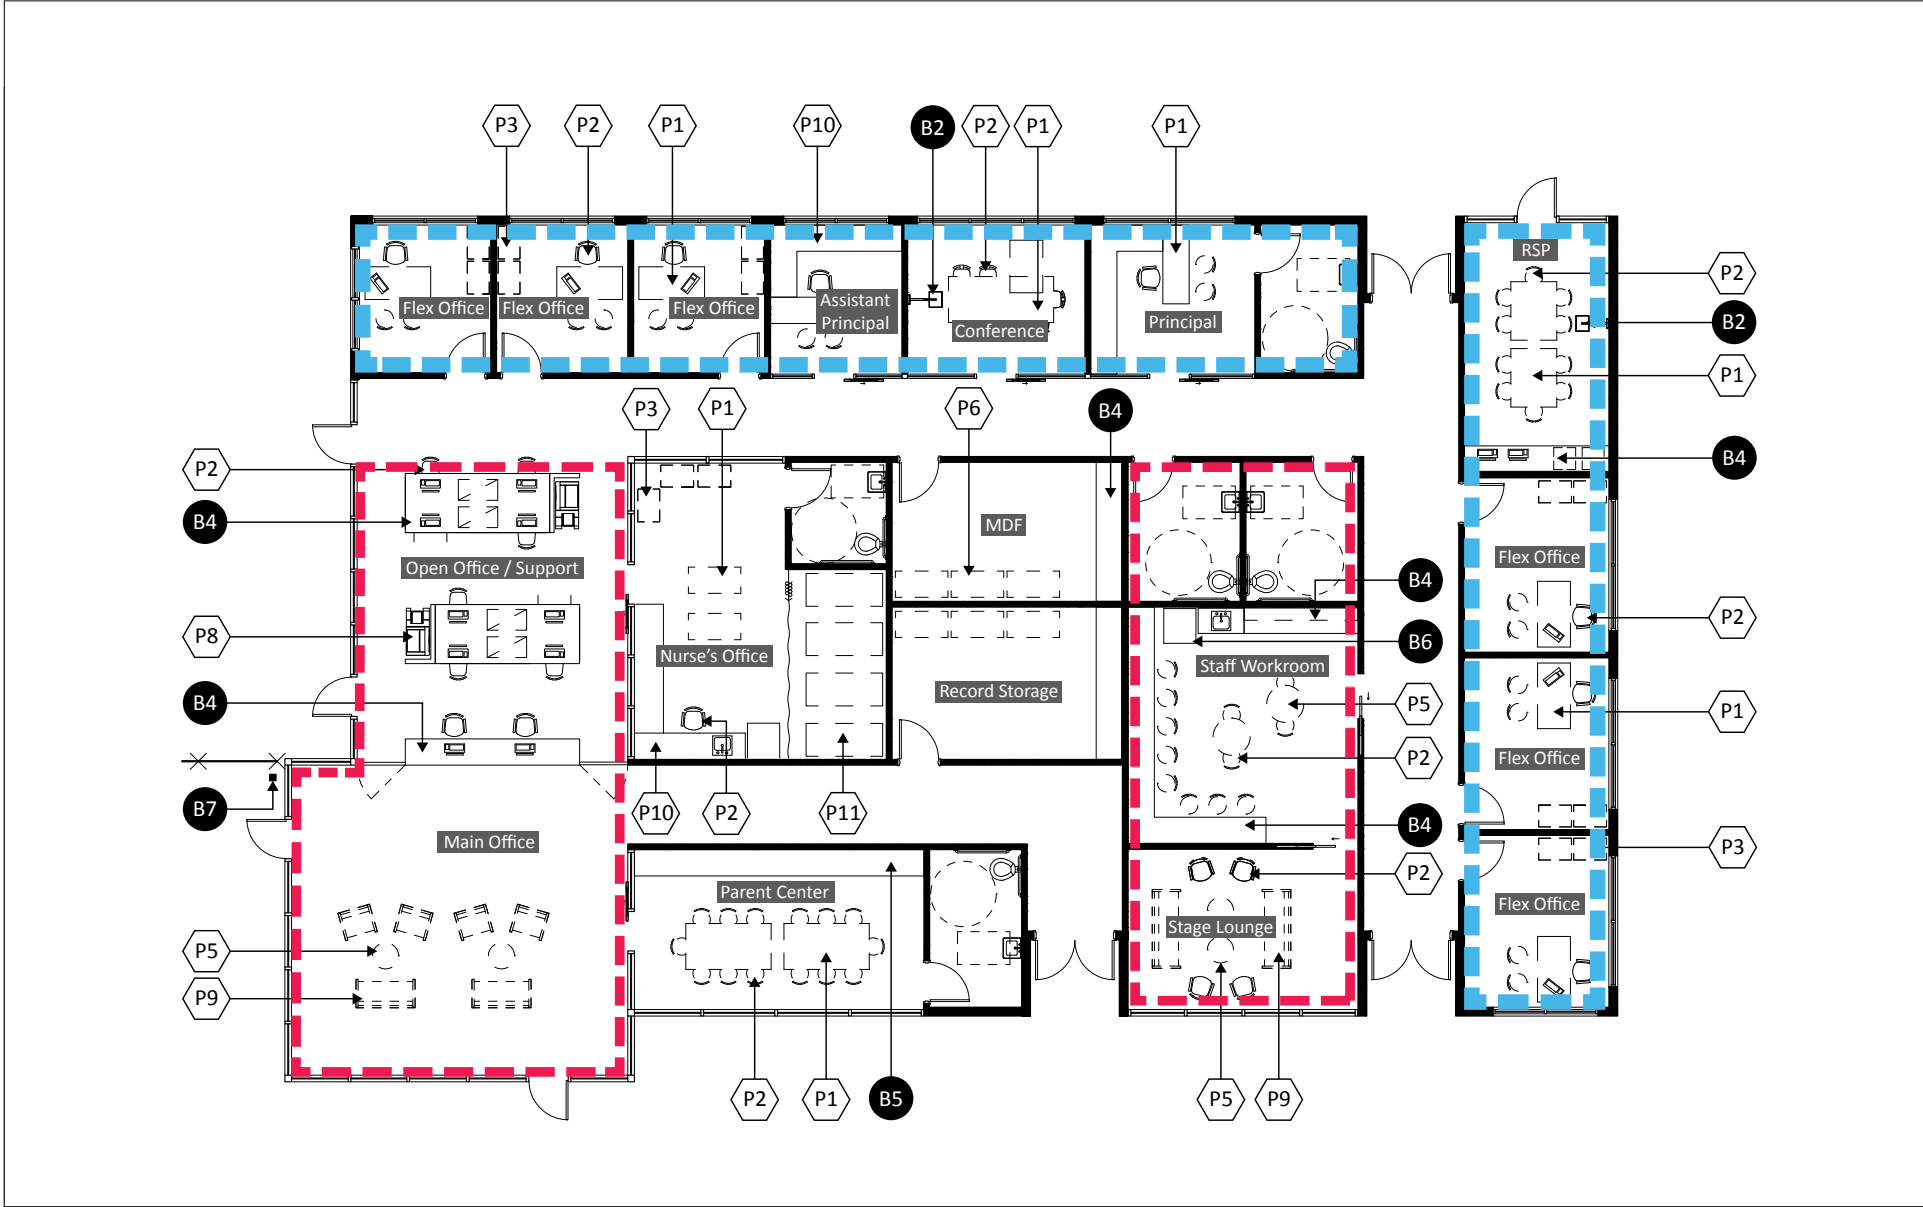 P3
P2
P1
P10
B2
P2
P1
P1
RSP
P2
Flex Office
Flex Office
Flex Office
Assistant
Principal
Conference
Principal
B2
P1
P3
P1
P6
B4
P2
B4
B4
MDF
Open Office / Support
Flex Office
B4
P8
P2
B6
Nurse's Office
Staff Workroom
Record Storage
B4
P5
P1
P2
Flex Office
B7
P10
P2
P11
B4
Main Office
P3
P2
Parent Center
Flex Office
Stage Lounge
P5
P9
P2
P1
B5
P5
P9